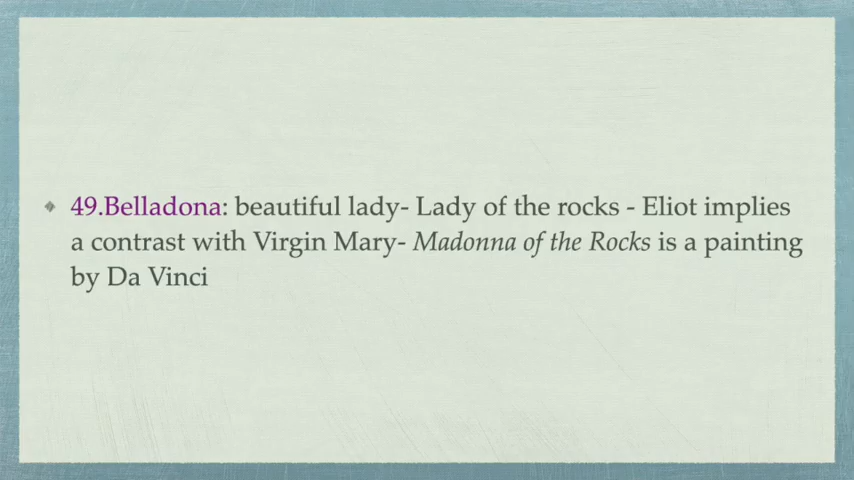 49.Belladona: beautiful lady- Lady of the rocks - Eliot implies
a contrast with Virgin Mary- Madonna of the Rocks is a painting
by Da Vinci